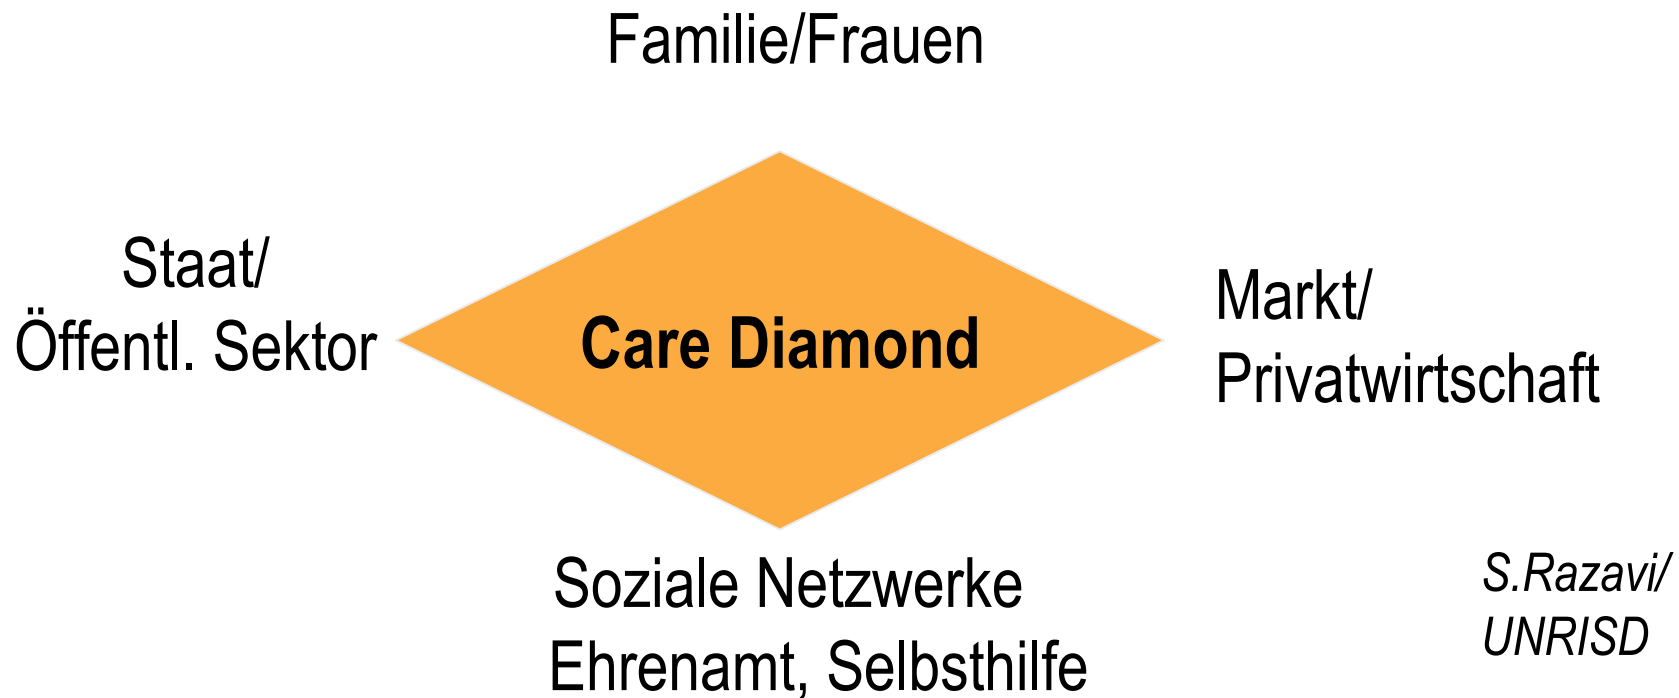 Familie/Frauen
Staat/
Öffentl. Sektor
Care Diamond
Markt/
Privatwirtschaft
Soziale Netzwerke
Ehrenamt, Selbsthilfe
S.Razavi/
UNRISD